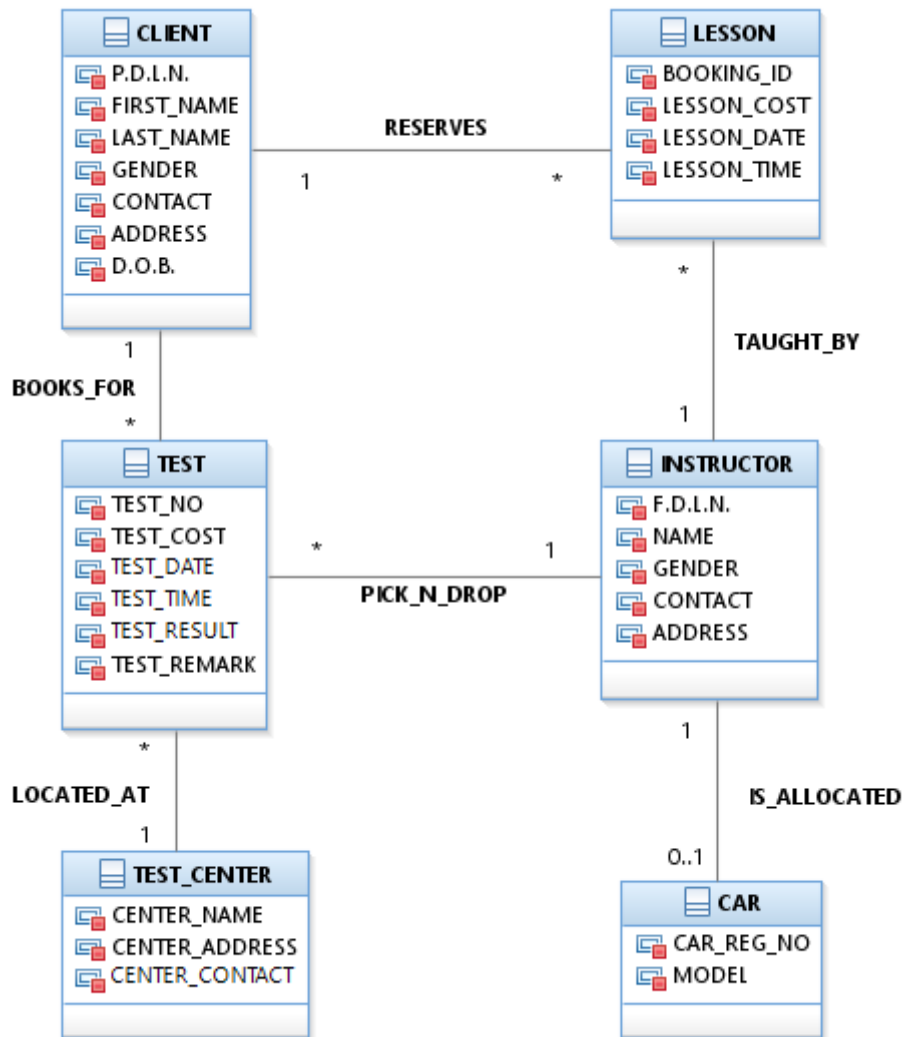 CLIENT
P.D.L.N.
FIRST_NAME
LAST_NAME
GENDER
CONTACT
ADDRESS
D.O.B.
RESERVES
1
*
LESSON
BOOKING_ID
LESSON_COST
LESSON_DATE
LESSON_TIME
1
BOOKS_FOR
*
*
TAUGHT_BY
1
TEST
TEST_NO
TEST_COST
TEST_DATE
TEST_TIME
TEST_RESULT
TEST_REMARK
*
1
PICK_N_DROP
INSTRUCTOR
F.D.L.N.
NAME
GENDER
CONTACT
ADDRESS
*
LOCATED_AT
1
1
IS_ALLOCATED
0..1
TEST_CENTER
CENTER_NAME
CENTER_ADDRESS
CENTER_CONTACT
CAR
CAR_REG_NO
MODEL